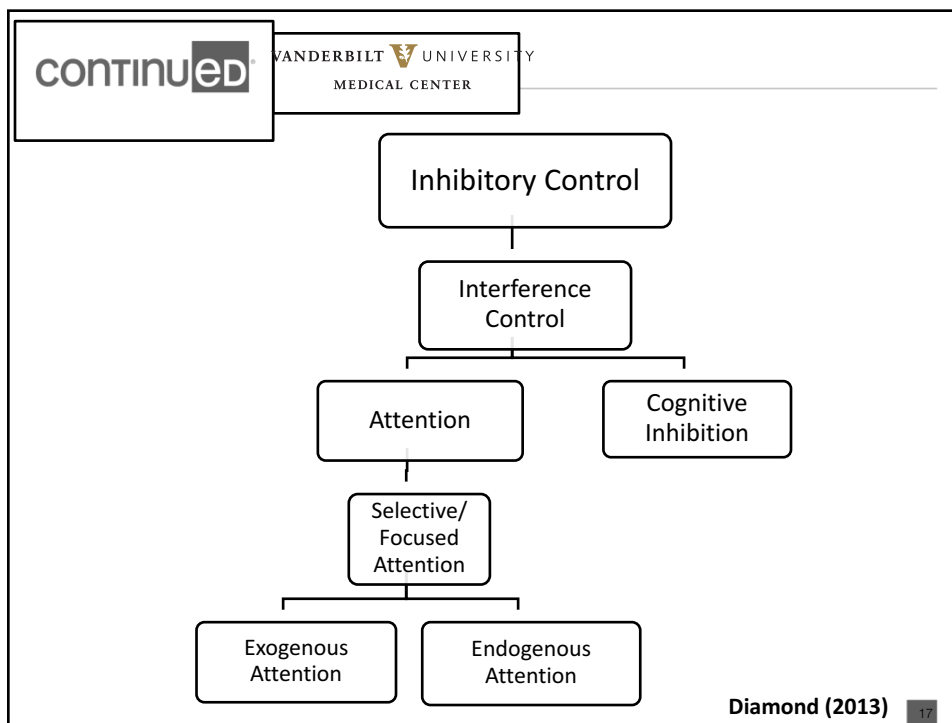 continued®
VANDERBILT UNIVERSITY
MEDICAL CENTER
Inhibitory Control
Interference
Control
Attention
Cognitive
Inhibition
Selective/
Focused
Attention
Exogenous
Attention
Endogenous
Attention
Diamond (2013)
17